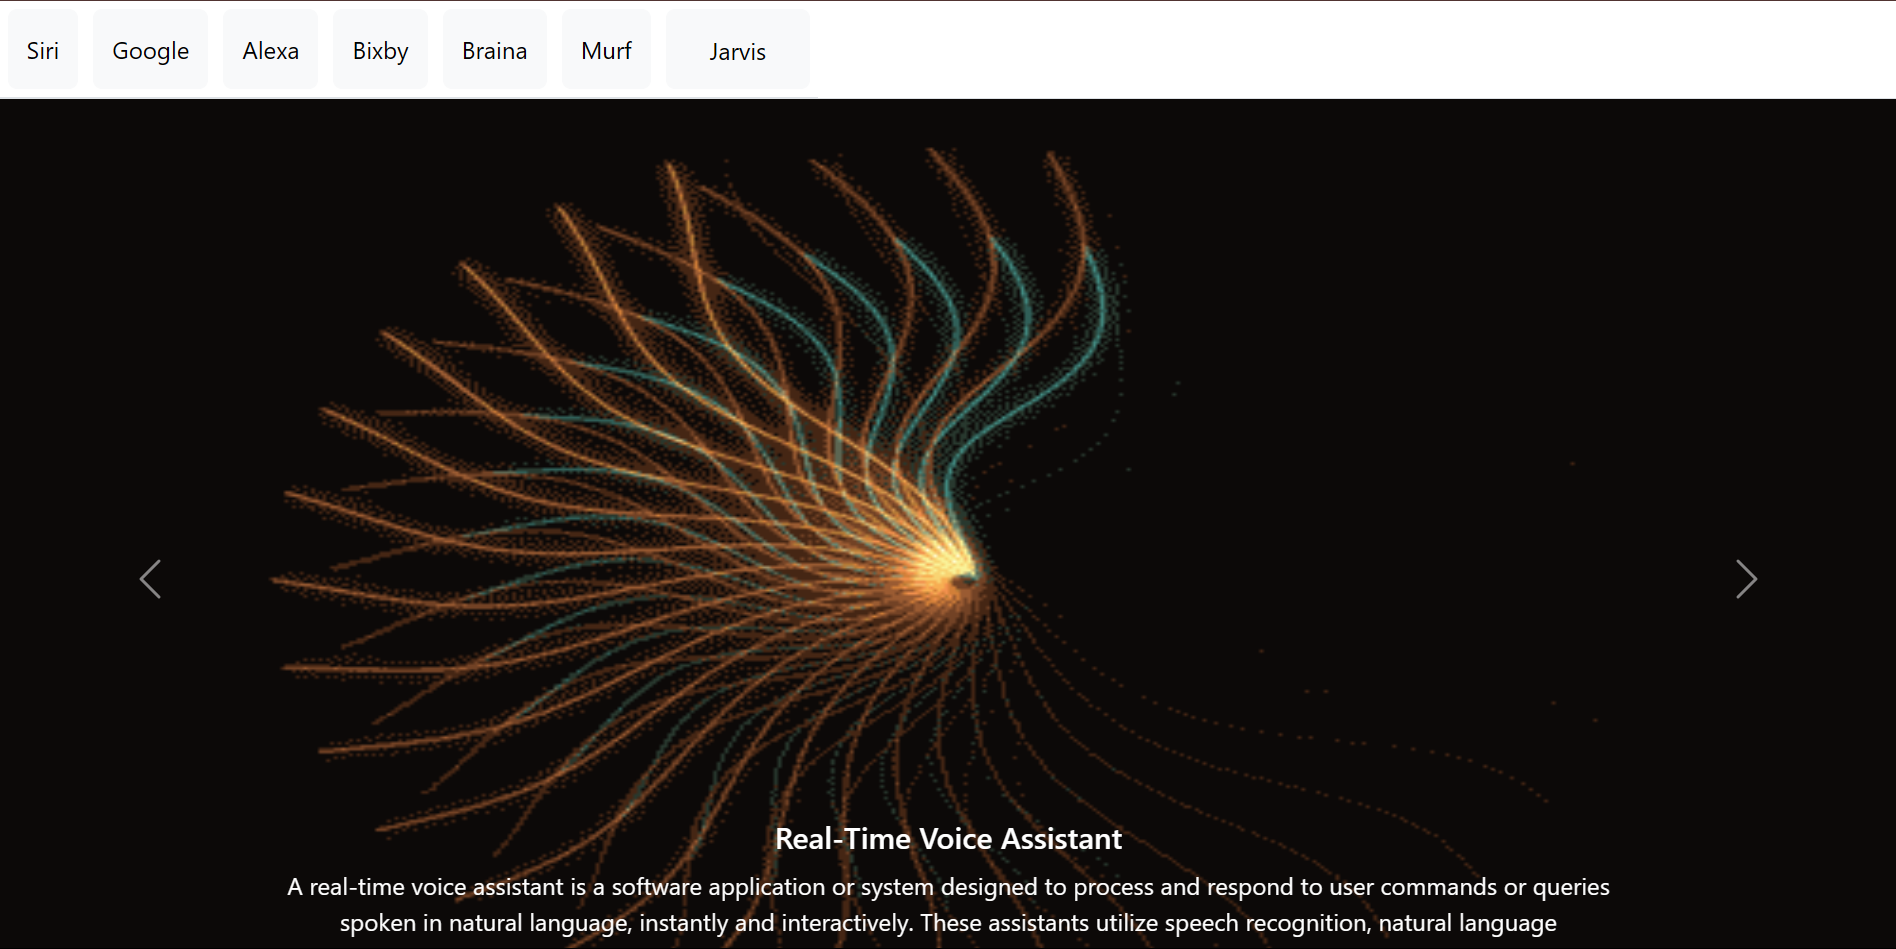 Siri Google Alexa Bixby Braina Murf Jarvis
Real-Time Voice Assistant
A real-time voice assistant is a software application or system designed to process and respond to user commands or queries
spoken in natural language, instantly and interactively. These assistants utilize speech recognition, natural language